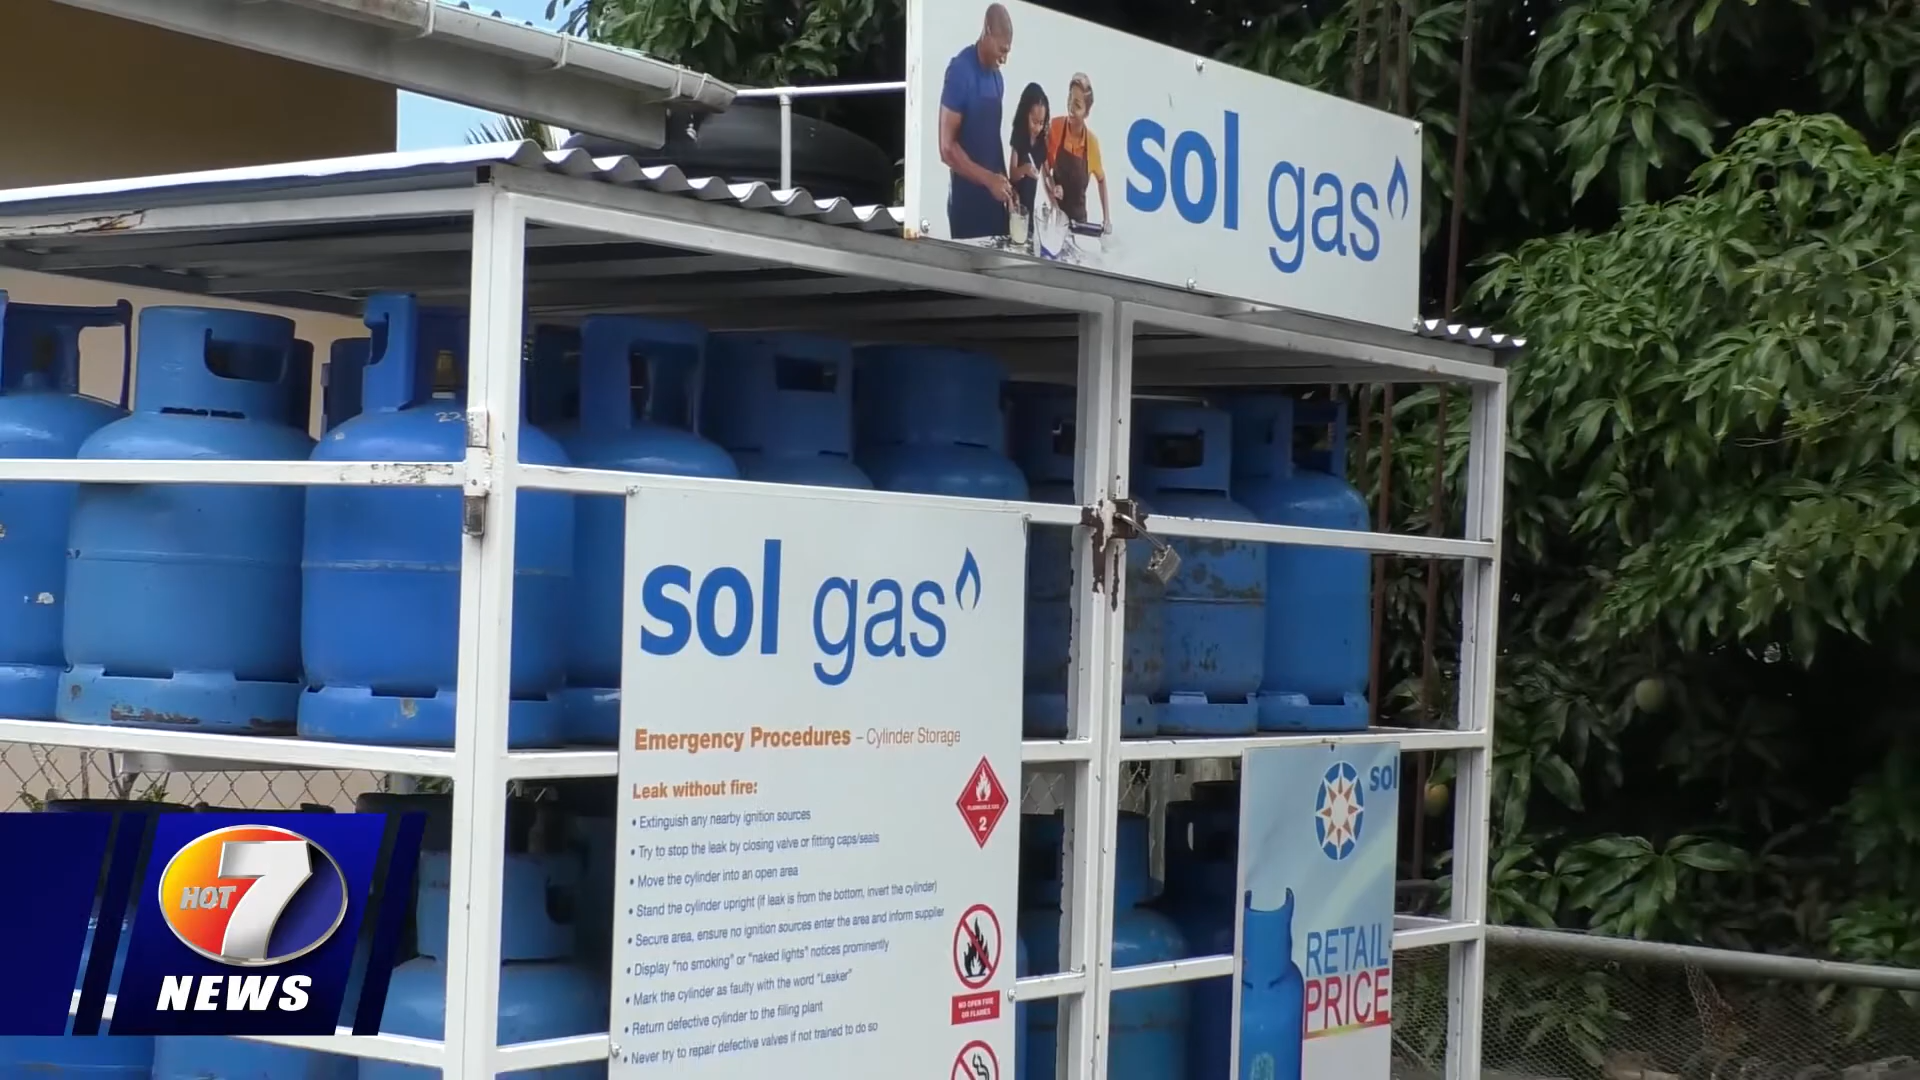 sol gas
22
sol gas
Emergency Procedures – Cylinder Storage
Leak without fire:
• Extinguish any nearby ignition sources
• Try to stop the leak by closing valve or fitting caps/seals
• Move the cylinder into an open area
• Stand the cylinder upright (if leak is from the bottom, invert the cylinder)
• Secure area, ensure no ignition sources enter the area and inform supplier
• Display "no smoking" or "naked lights" notices prominently
• Mark the cylinder as faulty with the word "Leaker"
• Return defective cylinder to the filling plant
• Never try to repair defective valves if not trained to do so
FLAMMABLE GAS
2
NO OPEN FIRE
OR FLAMES
sol
RETAIL
PRICE
HOT 7
NEWS